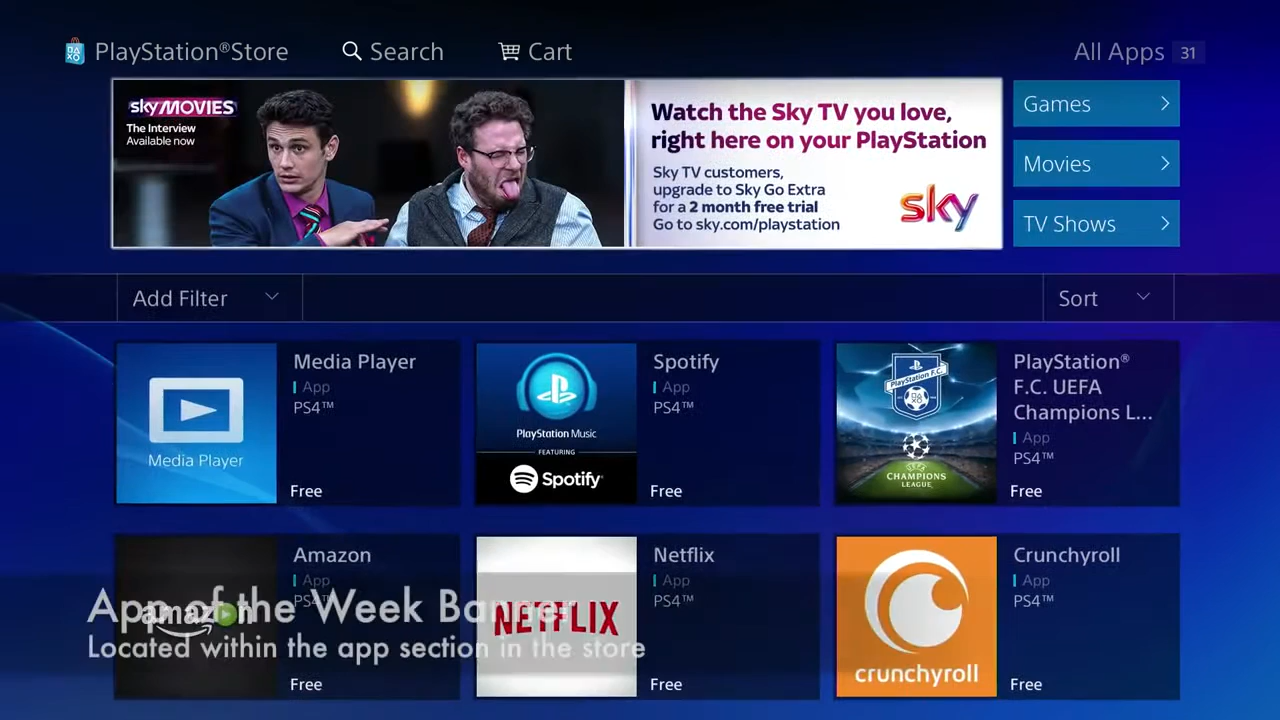 PlayStation®Store
Search
Cart
All Apps 31
sky MOVIES
The Interview
Available now
Watch the Sky TV you love,
right here on your PlayStation
Sky TV customers,
upgrade to Sky Go Extra
for a 2 month free trial
Go to sky.com/playstation
sky
Games
Movies
TV Shows
Add Filter
Sort
Media Player
Media Player
App
PS4™
Free
PlayStation Music
FEATURING
Spotify
Spotify
App
PS4™
Free
PlayStation F.C.
CHAMPIONS
LEAGUE
PlayStation®
F.C. UEFA
Champions L...
App
PS4™
Free
amazon
Amazon
App
PS4™
Free
NETFLIX
Netflix
App
PS4™
Free
crunchyroll
Crunchyroll
App
PS4™
Free
App of the Week Banner
Located within the app section in the store